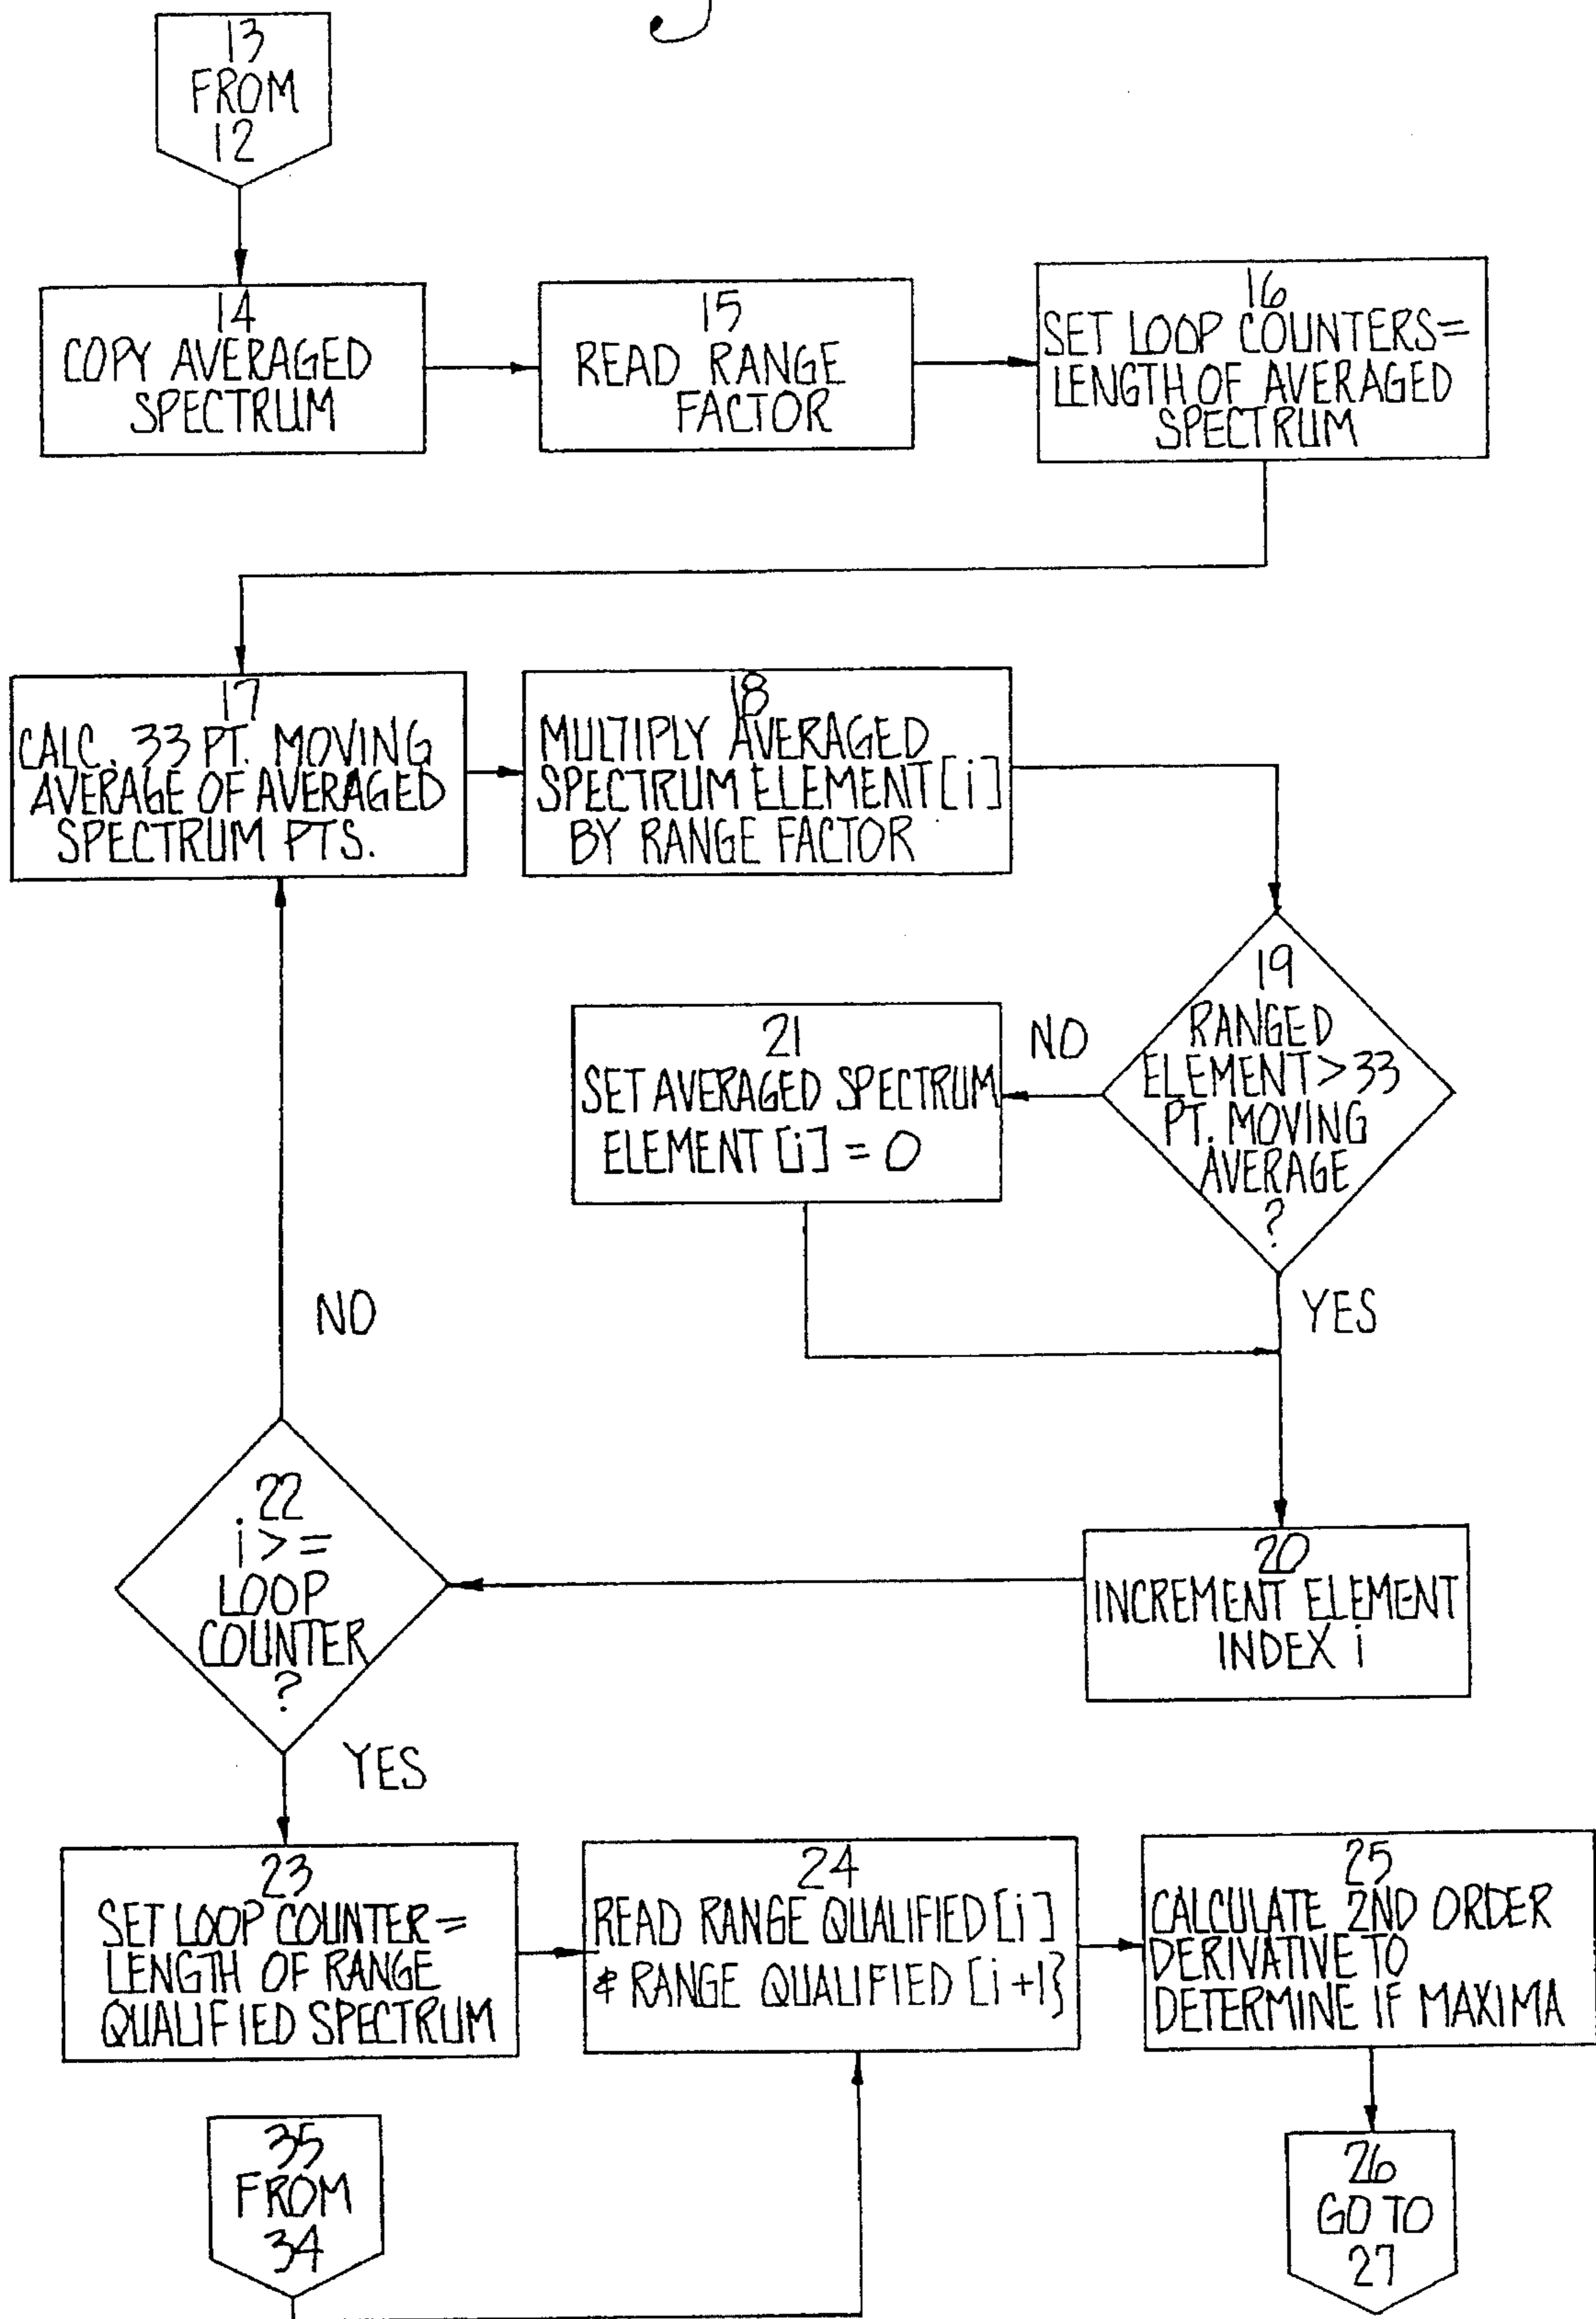 13
FROM
12
14
COPY AVERAGED
SPECTRUM
15
READ RANGE
FACTOR
16
SET LOOP COUNTERS=
LENGTH OF AVERAGED
SPECTRUM
17
CALC. 33 PT. MOVING
AVERAGE OF AVERAGED
SPECTRUM PTS.
18
MULTIPLY AVERAGED
SPECTRUM ELEMENT[i]
BY RANGE FACTOR
19
RANGED
ELEMENT>33
PT. MOVING
AVERAGE
?
NO
21
SET AVERAGED SPECTRUM
ELEMENT [i] = 0
YES
NO
22
i >=
LOOP
COUNTER
?
20
INCREMENT ELEMENT
INDEX i
YES
23
SET LOOP COUNTER =
LENGTH OF RANGE
QUALIFIED SPECTRUM
24
READ RANGE QUALIFIED [i]
& RANGE QUALIFIED [i+1}
25
CALCULATE 2ND ORDER
DERIVATIVE TO
DETERMINE IF MAXIMA
35
FROM
34
26
GO TO
27